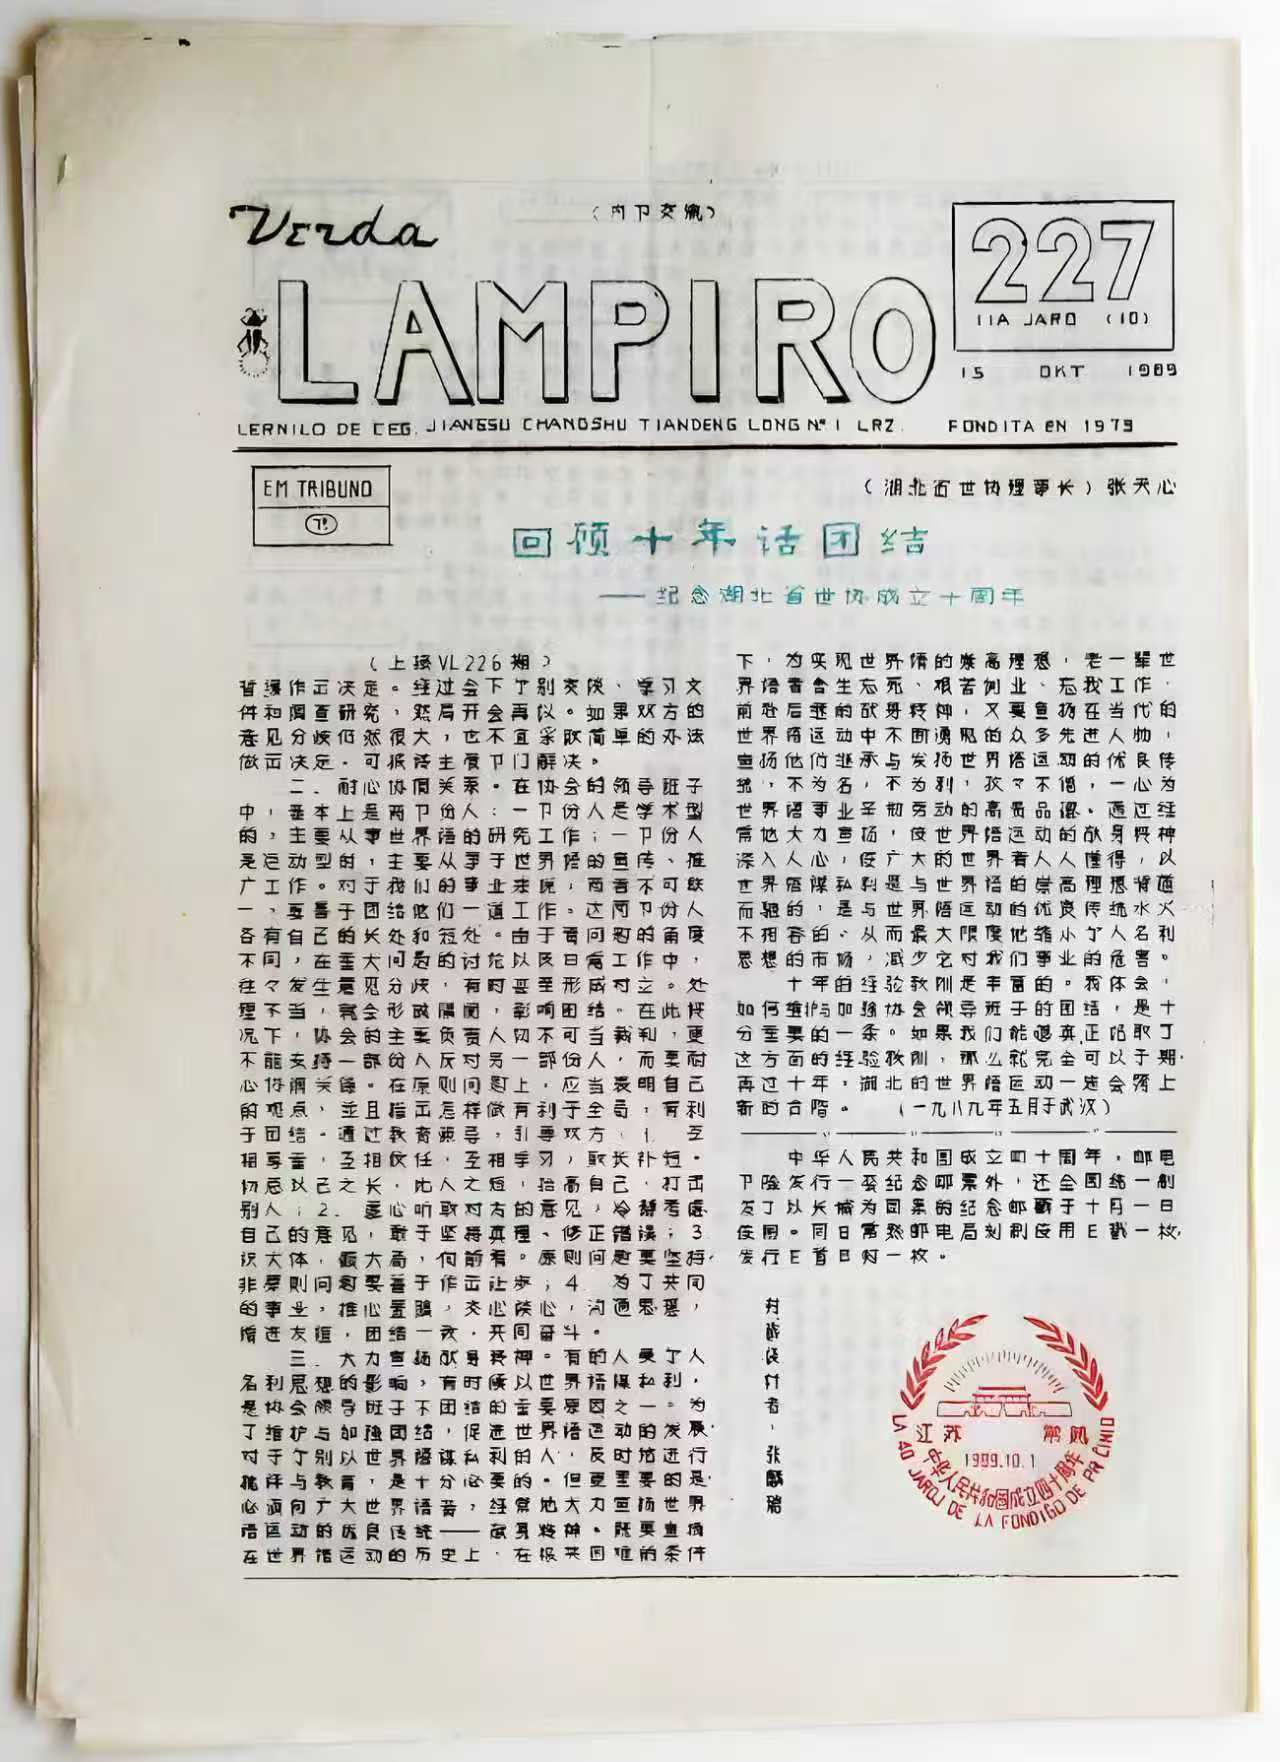 Verda
(内卫交流)
LAMPIRO
227
11A JARO (10)
15 OKT 1989
LERNILO DE CEG. JIANGSU CHANGSHU TIANDENG LONG Nº 1 LRZ. FONDITA EN 1979
EM TRIBUNO
(湖北省世协理事长)张天心
回顾十年话团结
——纪念湖北省世协成立十周年
(上接VL226期)
暂缓作出决定。经过会下个别交谈、学习文
件和调查研究,然后开会再议。如果双方的
意见分歧仍然很大,也不宜采取简单的办法
做出决定,可报请主管卫门解决。
二、耐心协调关系。在协会的领导班子
中,基本上是两卫份人:一卫份人是学术型
的,主要从事世界语的研究工作;一卫份人
是运动型的,主要从事于世界语的宣传、推
广工作。对于我们的事业来说,两者不可缺
一,要善于团结他们一道工作。这两卫份人
各有自己的长处和短处。由于看问题的角度
不同,在重大问题的讨论以及日常工作中,
往々发生意见分歧,有时甚至形成对立。处
理不当,就会形成隔阂,影响团结。在此情
况下,协会的主要负责人切不可当裁判,更
不能支持一部份人反对另一部份人,而要耐
心协调关系。在原则问题上,应当表明自己
的观点,並且指出怎样做有利于全局,有利
于团结。通过教育疏导,引导双方:1.互
相尊重,互相信任,互相学习,取长补短。
切忌以己之长,比人之短,抬高自己,打击
别人;2.虚心听取对方的意见,冷静考虑
自己的意见,敢于坚持真理、修正错误;3.
识大体,顾大局,向前看。原则问题要坚持,
非原则问题要善于作出让步;4.为了共同
的事业,推心置腹,交心谈心,沟通思想,
增进友谊,团结一致,共同奋斗。
三、大力宣扬献身精神。有的人受了人
名利思想的影响,有时候以世界语谋私利,
是协会领导班子不团结的重要原因之一。为
了维护与加强团结,促进世界语运动的发展,
对于个别以世界语谋私利的人,及时给进行
批评与教育,是十分必要的。但更重要的是,
必须向广大世界语者,经常地大力宣扬世界
语运动的优良传统——献身精神。既要宣扬
在世界语运动的历史上,在极其困难的条件
下,为实现世界语的崇高理想,老一辈世
界语者舍生忘死、艰苦创业、忘我工作、
前赴后继的献身精神,又要宣扬在当代的
世界语运动中不断涌现的众多先进人物,
宣扬他们继承与发扬世界语运动的优良传
统,不为名,不为利,孜々不倦,一心为
世界语事业辛勤劳动的高贵品德。通过经
常地大力宣扬,使世界语运动的献身精神
深入人心,使广大的世界者人人懂得,以
世界语谋私利是与世界语的崇高理想背道
而驰的,是与世界语运动的优良传统水火
不相容的,从而最大限度地缩小了人名利
思想的市场,减少它对我们事业的危害。
十年的经验教训是丰富的。我体会,
如何维护与加强协会领导班子的团结,是十
分重要的一条。如果我们能够真正吸取了
这方面的经验教训,那么就完全可以予期,
再过十年,湖北的世界语运动一定会跨上
新的台阶。 (一九八九年五月于武汉)
中华人民共和国成立四十周年,邮电
卫除发行一套纪念邮票外,还全国统一刻
发了以长城为图案的纪念邮戳于十月一日
使用。同日常熟邮电局刻制使用E戳一枚,
发行E首日封一枚。
封、戳设计者:张麟瑞
江苏 常熟
1989.10.1
中华人民共和国成立四十周年
LA 40 JAROJ DE LA FONDIGO DE PR ĈINIO